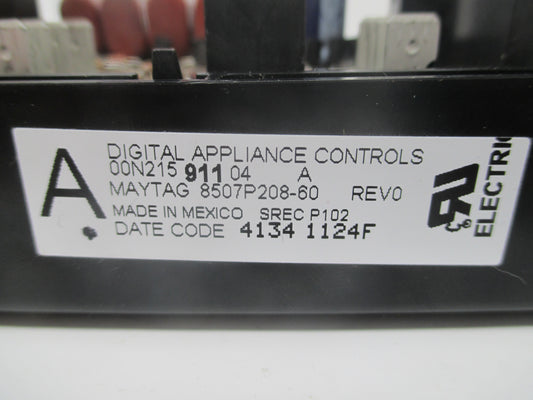 A
DIGITAL APPLIANCE CONTROLS
00N215 911 04 A
MAYTAG 8507P208-60 REV0
MADE IN MEXICO SREC P102
DATE CODE 4134 1124F
ELECTRIC